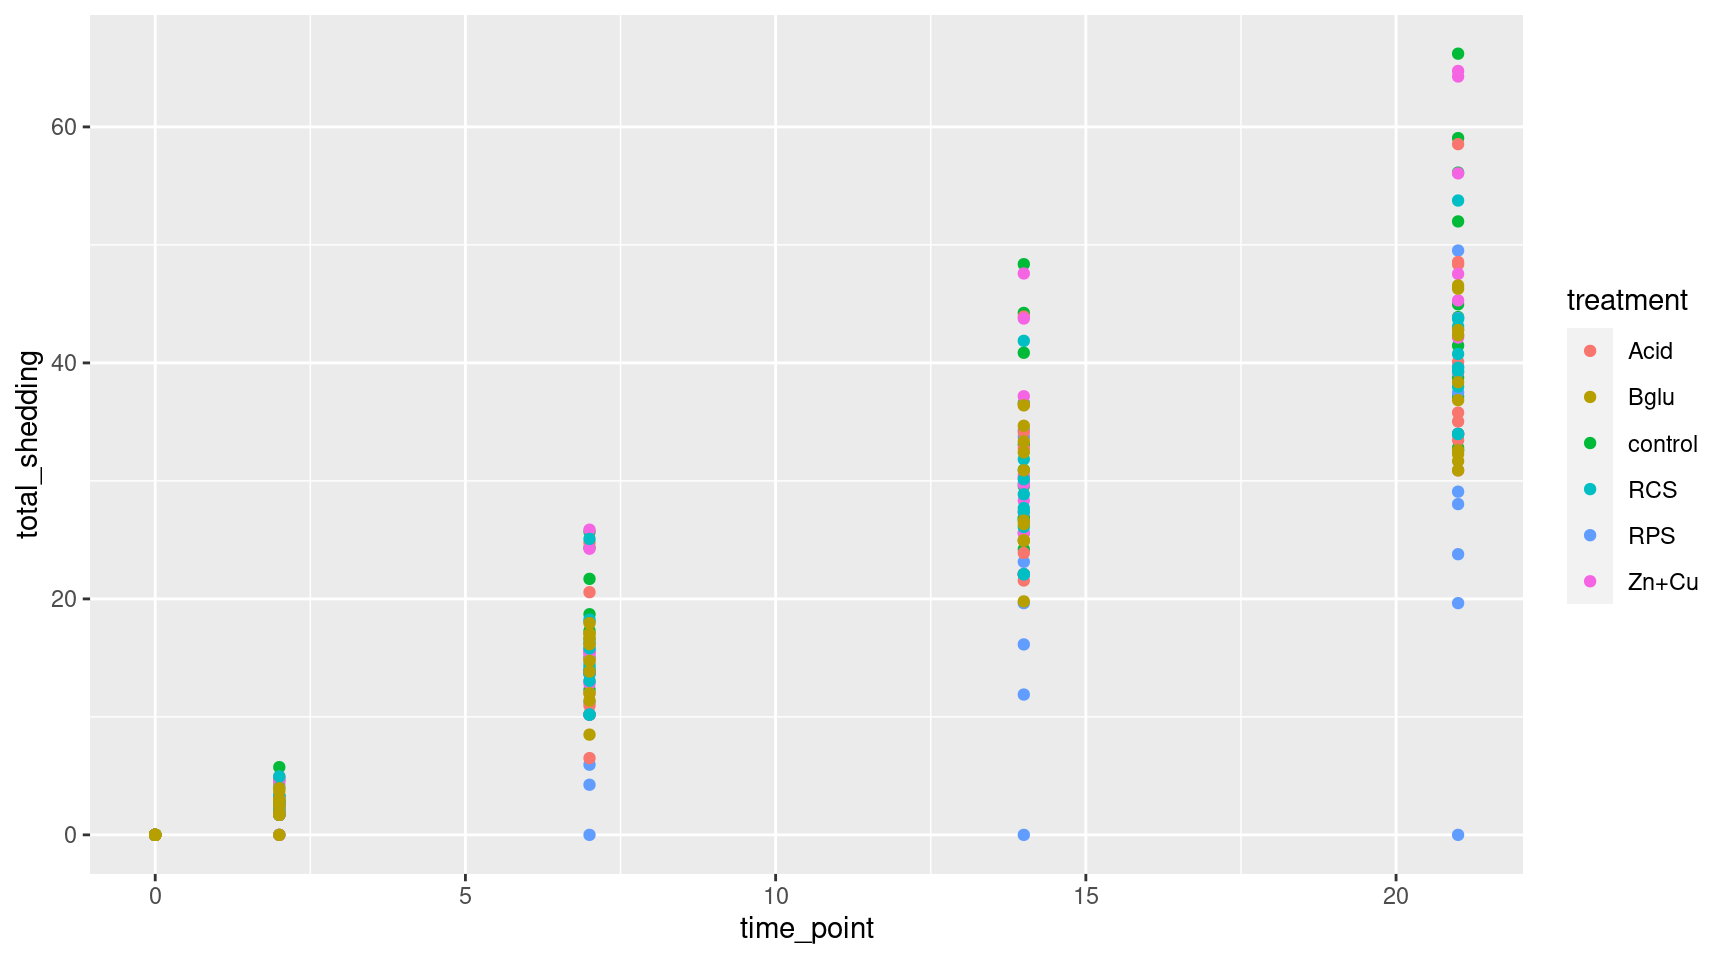 60
40
20
0
total_shedding
0 5 10 15 20
time_point
treatment
Acid
Bglu
control
RCS
RPS
Zn+Cu